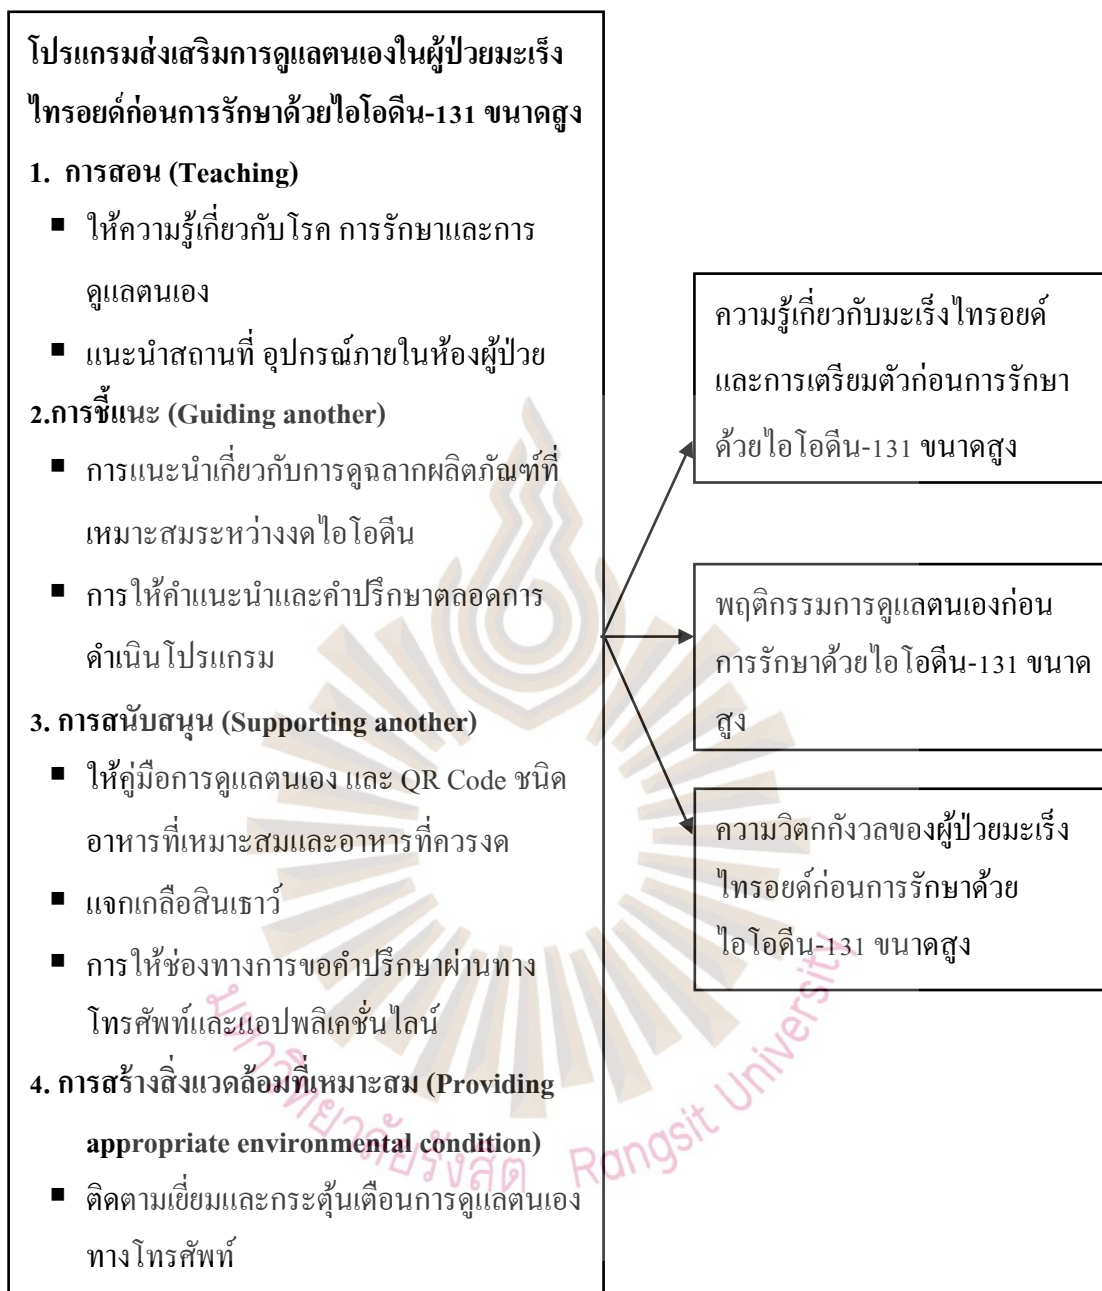 โปรแกรมส่งเสริมการดูแลตนเองในผู้ป่วยมะเร็ง
ไทรอยด์ก่อนการรักษาด้วยไอโอดีน-131 ขนาดสูง
1. การสอน (Teaching)
▪ ให้ความรู้เกี่ยวกับโรค การรักษาและการ
ดูแลตนเอง
▪ แนะนำสถานที่ อุปกรณ์ภายในห้องผู้ป่วย
2.การชี้แนะ (Guiding another)
▪ การแนะนำเกี่ยวกับการดูฉลากผลิตภัณฑ์ที่
เหมาะสมระหว่างงดไอโอดีน
▪ การให้คำแนะนำและคำปรึกษาตลอดการ
ดำเนินโปรแกรม
3. การสนับสนุน (Supporting another)
▪ ให้คู่มือการดูแลตนเอง และ QR Code ชนิด
อาหารที่เหมาะสมและอาหารที่ควรงด
▪ แจกเกลือสินเธาว์
▪ การให้ช่องทางการขอคำปรึกษาผ่านทาง
โทรศัพท์และแอปพลิเคชั่นไลน์
4. การสร้างสิ่งแวดล้อมที่เหมาะสม (Providing
appropriate environmental condition)
▪ ติดตามเยี่ยมและกระตุ้นเตือนการดูแลตนเอง
ทางโทรศัพท์
ความรู้เกี่ยวกับมะเร็งไทรอยด์
และการเตรียมตัวก่อนการรักษา
ด้วยไอโอดีน-131 ขนาดสูง
พฤติกรรมการดูแลตนเองก่อน
การรักษาด้วยไอโอดีน-131 ขนาด
สูง
ความวิตกกังวลของผู้ป่วยมะเร็ง
ไทรอยด์ก่อนการรักษาด้วย
ไอโอดีน-131 ขนาดสูง
มหาวิทยาลัยรังสิต Rangsit University